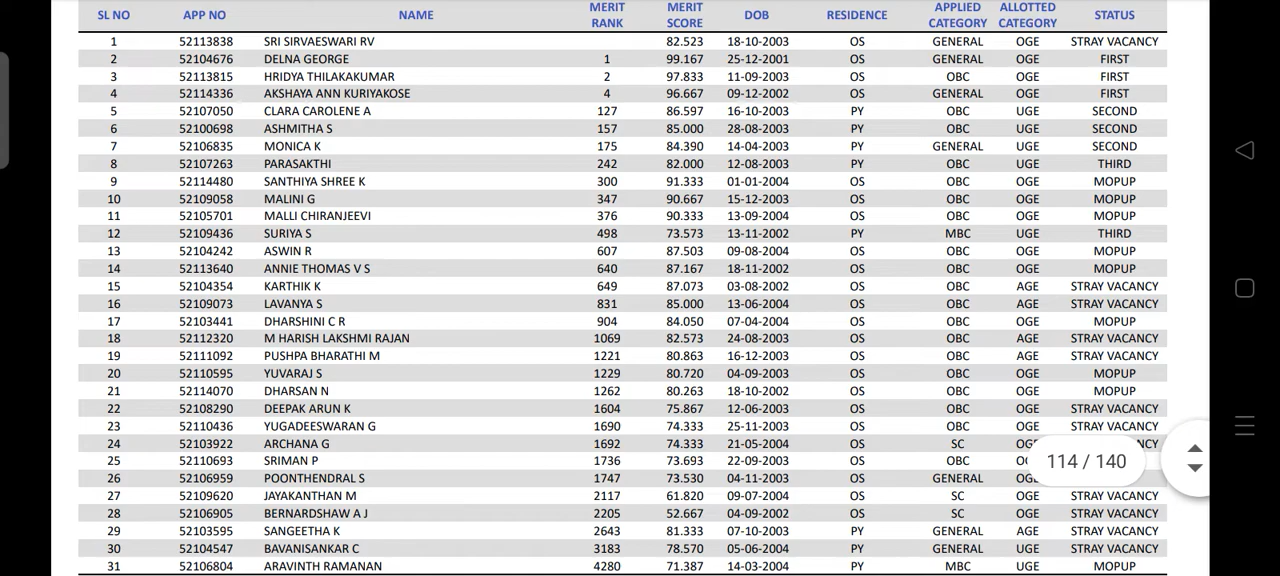 SL NO APP NO NAME MERIT RANK MERIT SCORE DOB RESIDENCE APPLIED CATEGORY ALLOTTED CATEGORY STATUS
1 52113838 SRI SIRVAESWARI RV 82.523 18-10-2003 OS GENERAL OGE STRAY VACANCY
2 52104676 DELNA GEORGE 1 99.167 25-12-2001 OS GENERAL OGE FIRST
3 52113815 HRIDYA THILAKAKUMAR 2 97.833 11-09-2003 OS OBC OGE FIRST
4 52114336 AKSHAYA ANN KURIYAKOSE 4 96.667 09-12-2002 OS GENERAL OGE FIRST
5 52107050 CLARA CAROLENE A 127 86.597 16-10-2003 PY OBC UGE SECOND
6 52100698 ASHMITHA S 157 85.000 28-08-2003 PY OBC UGE SECOND
7 52106835 MONICA K 175 84.390 14-04-2003 PY GENERAL UGE SECOND
8 52107263 PARASAKTHI 242 82.000 12-08-2003 PY OBC UGE THIRD
9 52114480 SANTHIYA SHREE K 300 91.333 01-01-2004 OS OBC OGE MOPUP
10 52109058 MALINI G 347 90.667 15-12-2003 OS OBC OGE MOPUP
11 52105701 MALLI CHIRANJEEVI 376 90.333 13-09-2004 OS OBC OGE MOPUP
12 52109436 SURIYA S 498 73.573 13-11-2002 PY MBC UGE THIRD
13 52104242 ASWIN R 607 87.503 09-08-2004 OS OBC OGE MOPUP
14 52113640 ANNIE THOMAS V S 640 87.167 18-11-2002 OS OBC OGE MOPUP
15 52104354 KARTHIK K 649 87.073 03-08-2002 OS OBC AGE STRAY VACANCY
16 52109073 LAVANYA S 831 85.000 13-06-2004 OS OBC AGE STRAY VACANCY
17 52103441 DHARSHINI C R 904 84.050 07-04-2004 OS OBC OGE MOPUP
18 52112320 M HARISH LAKSHMI RAJAN 1069 82.573 24-08-2003 OS OBC AGE STRAY VACANCY
19 52111092 PUSHPA BHARATHI M 1221 80.863 16-12-2003 OS OBC AGE STRAY VACANCY
20 52110595 YUVARAJ S 1229 80.720 04-09-2003 OS OBC OGE MOPUP
21 52114070 DHARSAN N 1262 80.263 18-10-2002 OS OBC OGE MOPUP
22 52108290 DEEPAK ARUN K 1604 75.867 12-06-2003 OS OBC OGE STRAY VACANCY
23 52110436 YUGADEESWARAN G 1690 74.333 25-11-2003 OS OBC OGE STRAY VACANCY
24 52103922 ARCHANA G 1692 74.333 21-05-2004 OS SC
25 52110693 SRIMAN P 1736 73.693 22-09-2003 OS OBC
114 / 140
26 52106959 POONTHENDRAL S 1747 73.530 04-11-2003 OS GENERAL
27 52109620 JAYAKANTHAN M 2117 61.820 09-07-2004 OS SC OGE STRAY VACANCY
28 52106905 BERNARDSHAW A J 2205 52.667 04-09-2002 OS SC OGE STRAY VACANCY
29 52103595 SANGEETHA K 2643 81.333 07-10-2003 PY GENERAL AGE STRAY VACANCY
30 52104547 BAVANISANKAR C 3183 78.570 05-06-2004 PY GENERAL UGE STRAY VACANCY
31 52106804 ARAVINTH RAMANAN 4280 71.387 14-03-2004 PY MBC UGE MOPUP